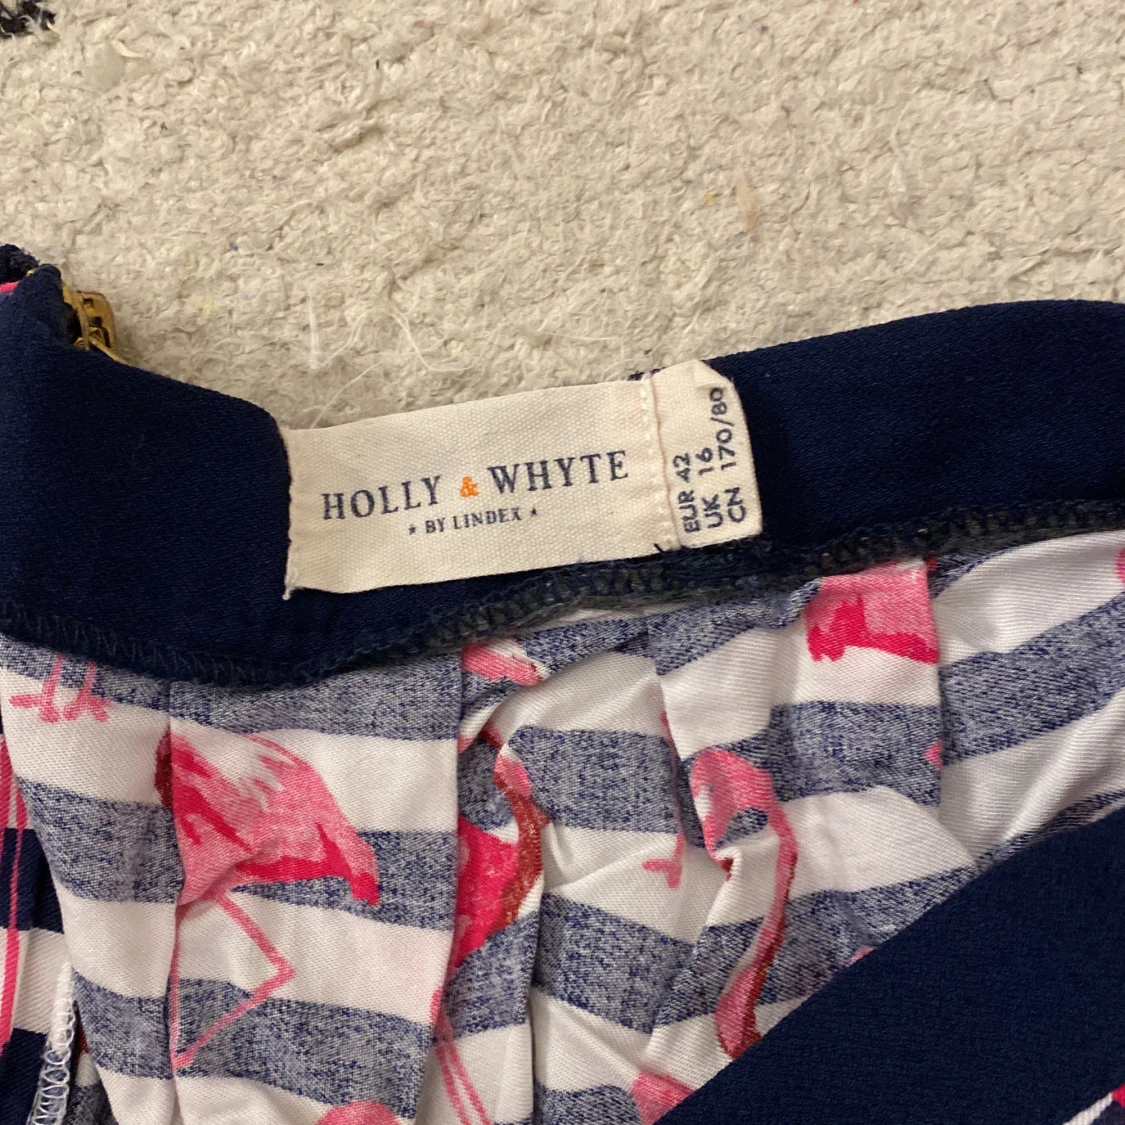 HOLLY & WHYTE
★ BY LINDEX ★
EUR 42
UK 16
CN 170/80